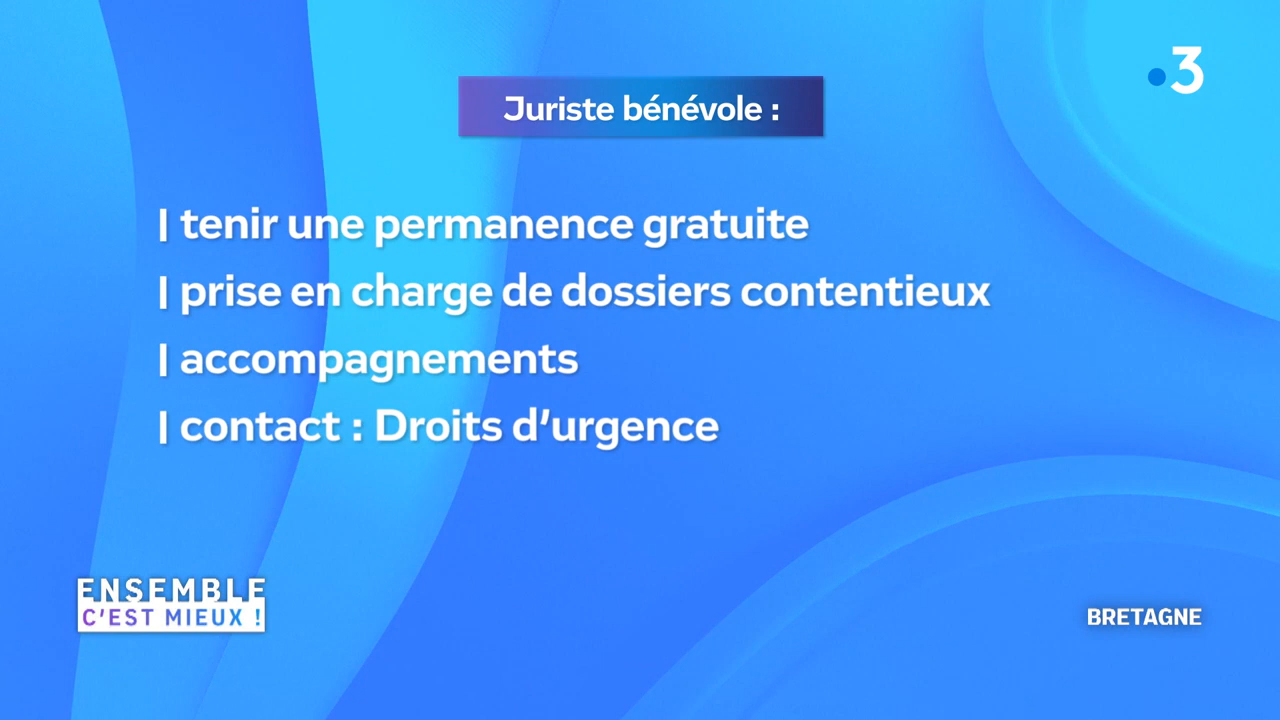 3
Juriste bénévole :
| tenir une permanence gratuite
| prise en charge de dossiers contentieux
| accompagnements
| contact : Droits d’urgence
ENSEMBLE
C’EST MIEUX !
BRETAGNE